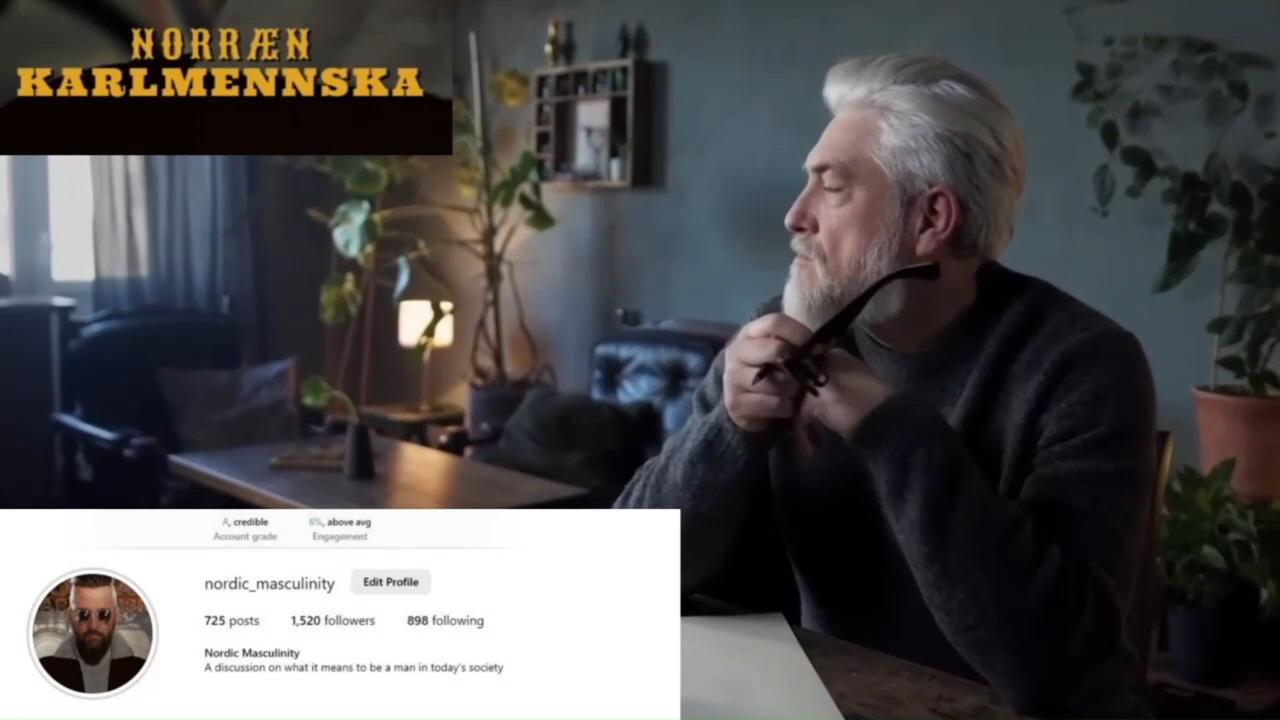 NORRÆN
KARLMENNSKA
A, credible
6%, above avg
Account grade
Engagement
nordic_masculinity
Edit Profile
725 posts
1,520 followers
898 following
Nordic Masculinity
A discussion on what it means to be a man in today's society